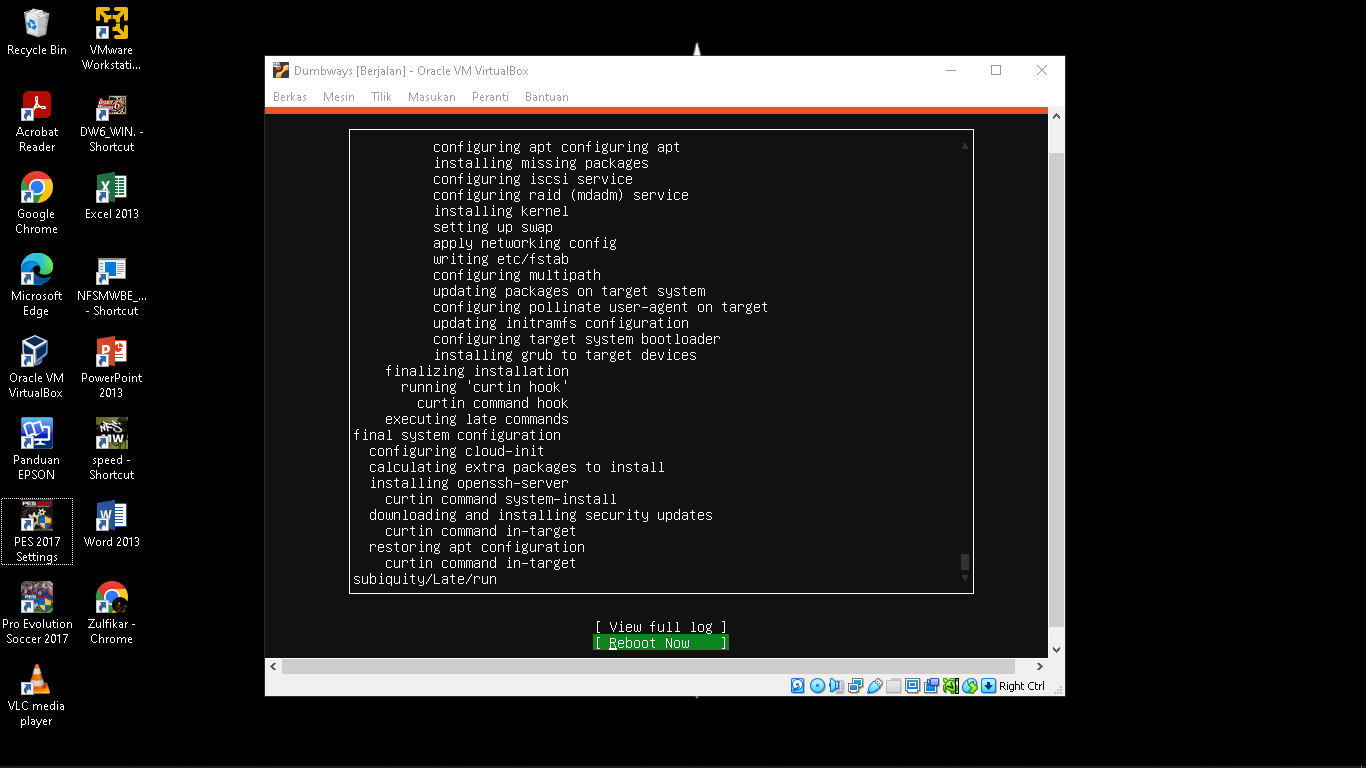 Recycle Bin
VMware
Workstati...
Acrobat
Reader
DW6_WIN. -
Shortcut
Google
Chrome
Excel 2013
Microsoft
Edge
NFSMWBE_...
- Shortcut
Oracle VM
VirtualBox
PowerPoint
2013
Panduan
EPSON
speed -
Shortcut
PES 2017
Settings
Word 2013
Pro Evolution
Soccer 2017
Zulfikar -
Chrome
VLC media
player
Dumbways [Berjalan] - Oracle VM VirtualBox
Berkas Mesin Tilik Masukan Peranti Bantuan
configuring apt configuring apt
installing missing packages
configuring iscsi service
configuring raid (mdadm) service
installing kernel
setting up swap
apply networking config
writing etc/fstab
configuring multipath
updating packages on target system
configuring pollinate user-agent on target
updating initramfs configuration
configuring target system bootloader
installing grub to target devices
finalizing installation
running 'curtin hook'
curtin command hook
executing late commands
final system configuration
configuring cloud-init
calculating extra packages to install
installing openssh-server
curtin command system-install
downloading and installing security updates
curtin command in-target
restoring apt configuration
curtin command in-target
subiquity/Late/run
[ View full log ]
[ Reboot Now ]
Right Ctrl